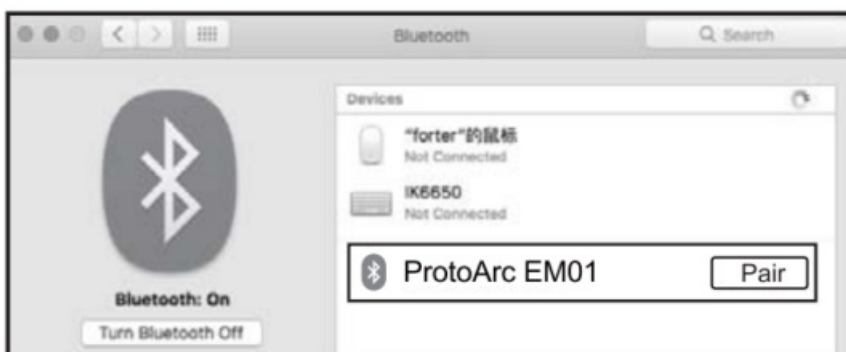 Bluetooth
Search
Devices
"forter"的鼠标
Not Connected
IK6650
Not Connected
ProtoArc EM01
Pair
Bluetooth: On
Turn Bluetooth Off